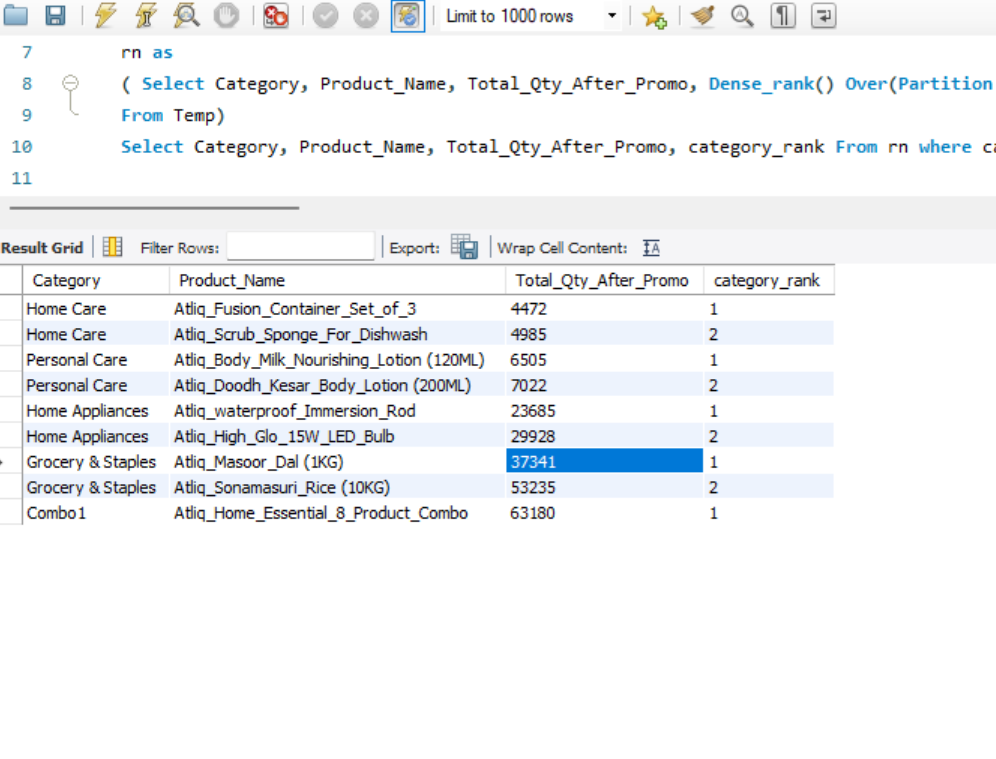 Limit to 1000 rows
7 rn as
8 ( Select Category, Product_Name, Total_Qty_After_Promo, Dense_rank() Over(Partition
9 From Temp)
10 Select Category, Product_Name, Total_Qty_After_Promo, category_rank From rn where ca
11
Result Grid Filter Rows: Export: Wrap Cell Content: IA
Category Product_Name Total_Qty_After_Promo category_rank
Home Care Atliq_Fusion_Container_Set_of_3 4472 1
Home Care Atliq_Scrub_Sponge_For_Dishwash 4985 2
Personal Care Atliq_Body_Milk_Nourishing_Lotion (120ML) 6505 1
Personal Care Atliq_Doodh_Kesar_Body_Lotion (200ML) 7022 2
Home Appliances Atliq_waterproof_Immersion_Rod 23685 1
Home Appliances Atliq_High_Glo_15W_LED_Bulb 29928 2
Grocery & Staples Atliq_Masoor_Dal (1KG) 37341 1
Grocery & Staples Atliq_Sonamasuri_Rice (10KG) 53235 2
Combo1 Atliq_Home_Essential_8_Product_Combo 63180 1